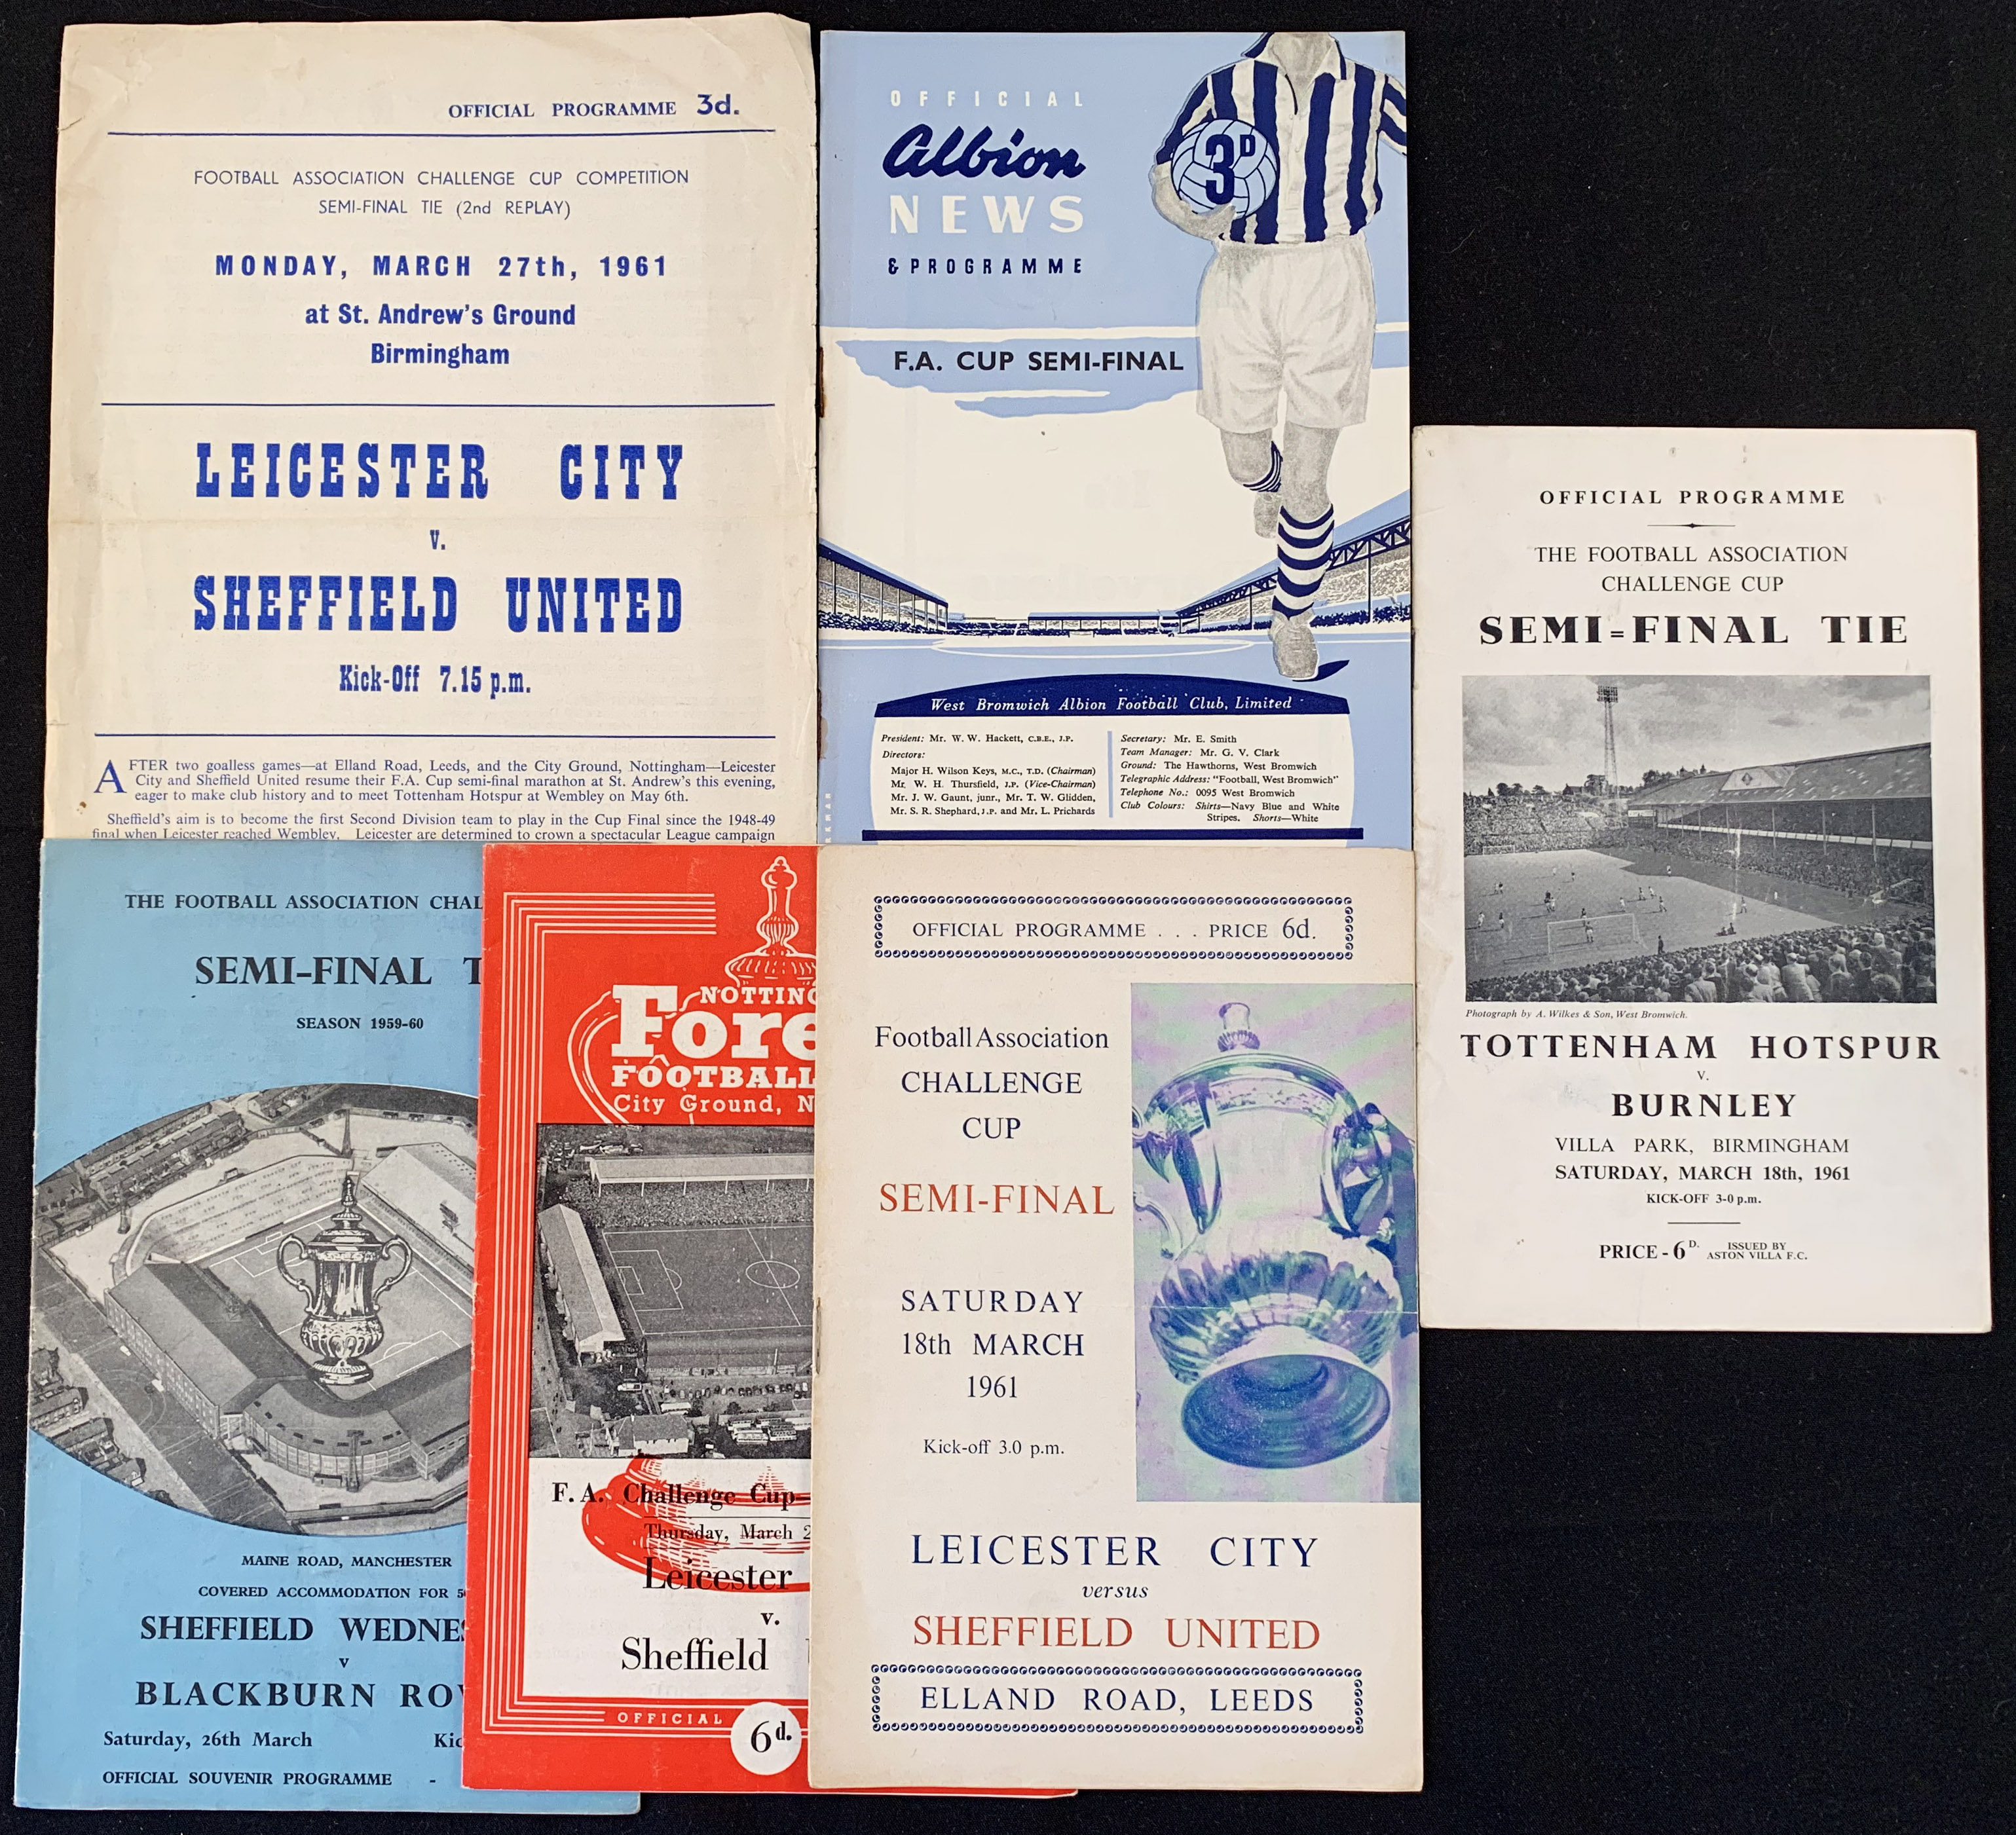 OFFICIAL PROGRAMME 3d.
FOOTBALL ASSOCIATION CHALLENGE CUP COMPETITION
SEMI-FINAL TIE (2nd REPLAY)
MONDAY, MARCH 27th, 1961
at St. Andrew's Ground
Birmingham
LEICESTER CITY
v.
SHEFFIELD UNITED
Kick-Off 7.15 p.m.
AFTER two goalless games—at Elland Road, Leeds, and the City Ground, Nottingham—Leicester
City and Sheffield United resume their F.A. Cup semi-final marathon at St. Andrew's this evening,
eager to make club history and to meet Tottenham Hotspur at Wembley on May 6th.
Sheffield's aim is to become the first Second Division team to play in the Cup Final since the 1948-49
final when Leicester reached Wembley. Leicester are determined to crown a spectacular League campaign
OFFICIAL
Albion
NEWS
& PROGRAMME
3D
F.A. CUP SEMI-FINAL
West Bromwich Albion Football Club, Limited
President: Mr. W. W. Hackett, C.B.E., J.P.
Directors:
Major H. Wilson Keys, M.C., T.D. (Chairman)
Mr. W. H. Thursfield, J.P. (Vice-Chairman)
Mr. J. W. Gaunt, junr., Mr. T. W. Glidden,
Mr. S. R. Shephard, J.P. and Mr. L. Prichards
Secretary: Mr. E. Smith
Team Manager: Mr. G. V. Clark
Ground: The Hawthorns, West Bromwich
Telegraphic Address: "Football, West Bromwich"
Telephone No.: 0095 West Bromwich
Club Colours: Shirts—Navy Blue and White
Stripes. Shorts—White
OFFICIAL PROGRAMME
THE FOOTBALL ASSOCIATION
CHALLENGE CUP
SEMI=FINAL TIE
Photograph by A. Wilkes & Son, West Bromwich.
TOTTENHAM HOTSPUR
v.
BURNLEY
VILLA PARK, BIRMINGHAM
SATURDAY, MARCH 18th, 1961
KICK-OFF 3-0 p.m.
PRICE - 6D. ISSUED BY
ASTON VILLA F.C.
THE FOOTBALL ASSOCIATION CHAL
SEMI-FINAL T
SEASON 1959-60
MAINE ROAD, MANCHESTER
COVERED ACCOMMODATION FOR 5
SHEFFIELD WEDNES
v
BLACKBURN ROV
Saturday, 26th March Kic
OFFICIAL SOUVENIR PROGRAMME -
NOTTING
Fore
FOOTBALL
City Ground, N
F.A. Challenge Cup—
Thursday, March 2
Leicester
v.
Sheffield
OFFICIAL
6d.
OFFICIAL PROGRAMME . . . PRICE 6d.
Football Association
CHALLENGE
CUP
SEMI-FINAL
SATURDAY
18th MARCH
1961
Kick-off 3.0 p.m.
LEICESTER CITY
versus
SHEFFIELD UNITED
ELLAND ROAD, LEEDS